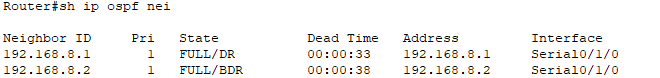 Router#sh ip ospf nei
Neighbor ID Pri State Dead Time Address Interface
192.168.8.1 1 FULL/DR 00:00:33 192.168.8.1 Serial0/1/0
192.168.8.2 1 FULL/BDR 00:00:38 192.168.8.2 Serial0/1/0